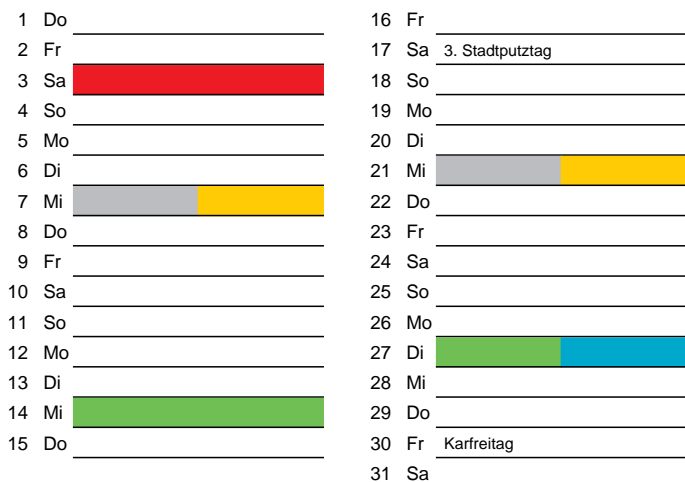 1 Do
2 Fr
3 Sa
4 So
5 Mo
6 Di
7 Mi
8 Do
9 Fr
10 Sa
11 So
12 Mo
13 Di
14 Mi
15 Do
16 Fr
17 Sa 3. Stadtputztag
18 So
19 Mo
20 Di
21 Mi
22 Do
23 Fr
24 Sa
25 So
26 Mo
27 Di
28 Mi
29 Do
30 Fr Karfreitag
31 Sa